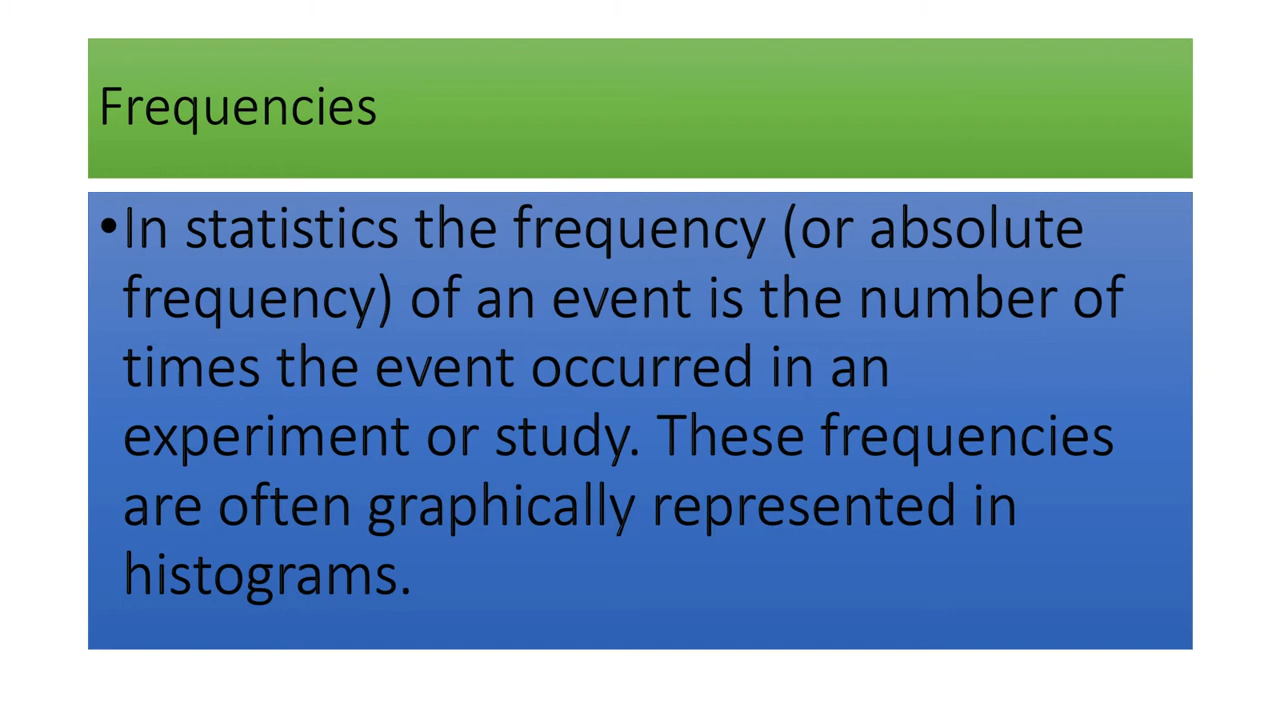 Frequencies
•In statistics the frequency (or absolute
frequency) of an event is the number of
times the event occurred in an
experiment or study. These frequencies
are often graphically represented in
histograms.